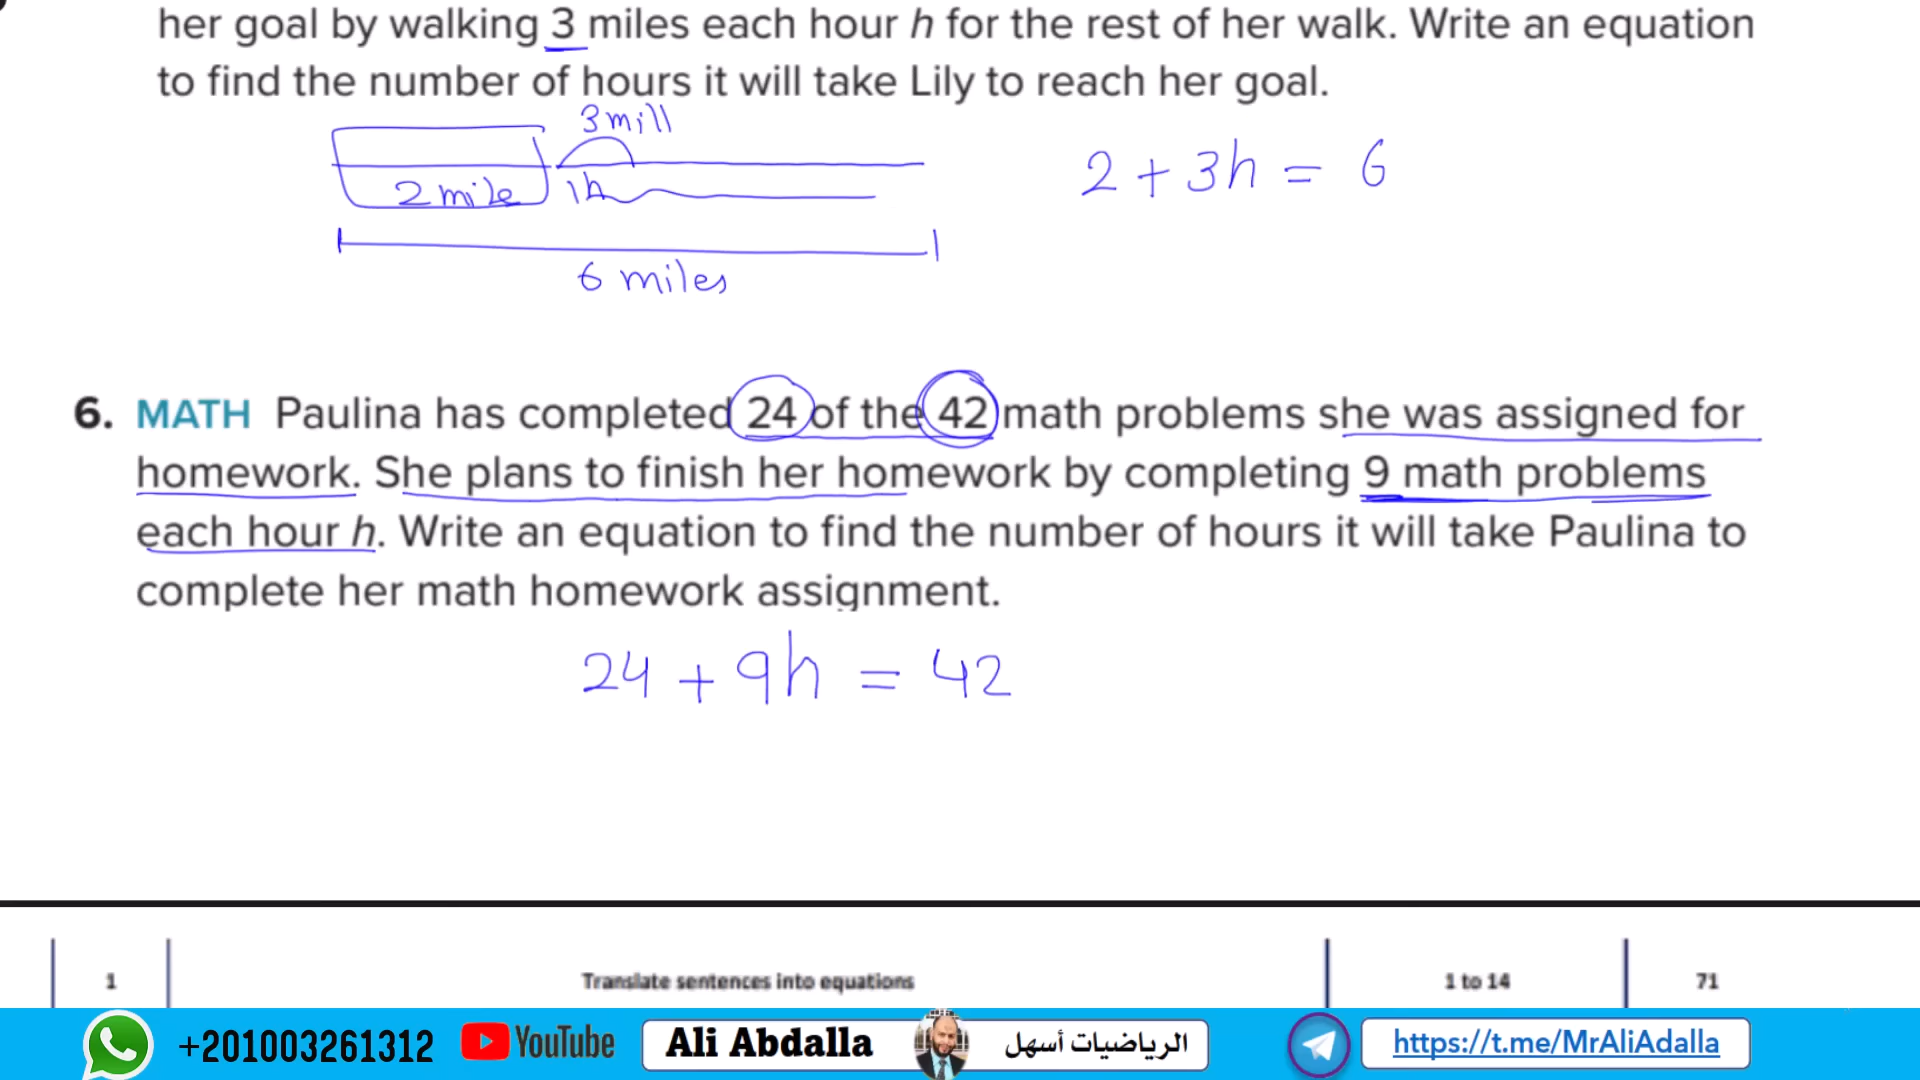 her goal by walking 3 miles each hour h for the rest of her walk. Write an equation
to find the number of hours it will take Lily to reach her goal.
3mill
2 mile 1h
2 + 3h = 6
6 miles
6. MATH Paulina has completed 24 of the 42 math problems she was assigned for
homework. She plans to finish her homework by completing 9 math problems
each hour h. Write an equation to find the number of hours it will take Paulina to
complete her math homework assignment.
24 + 9h = 42
1 Translate sentences into equations 1 to 14 71
+201003261312 YouTube Ali Abdalla الرياضيات أسهل https://t.me/MrAliAdalla